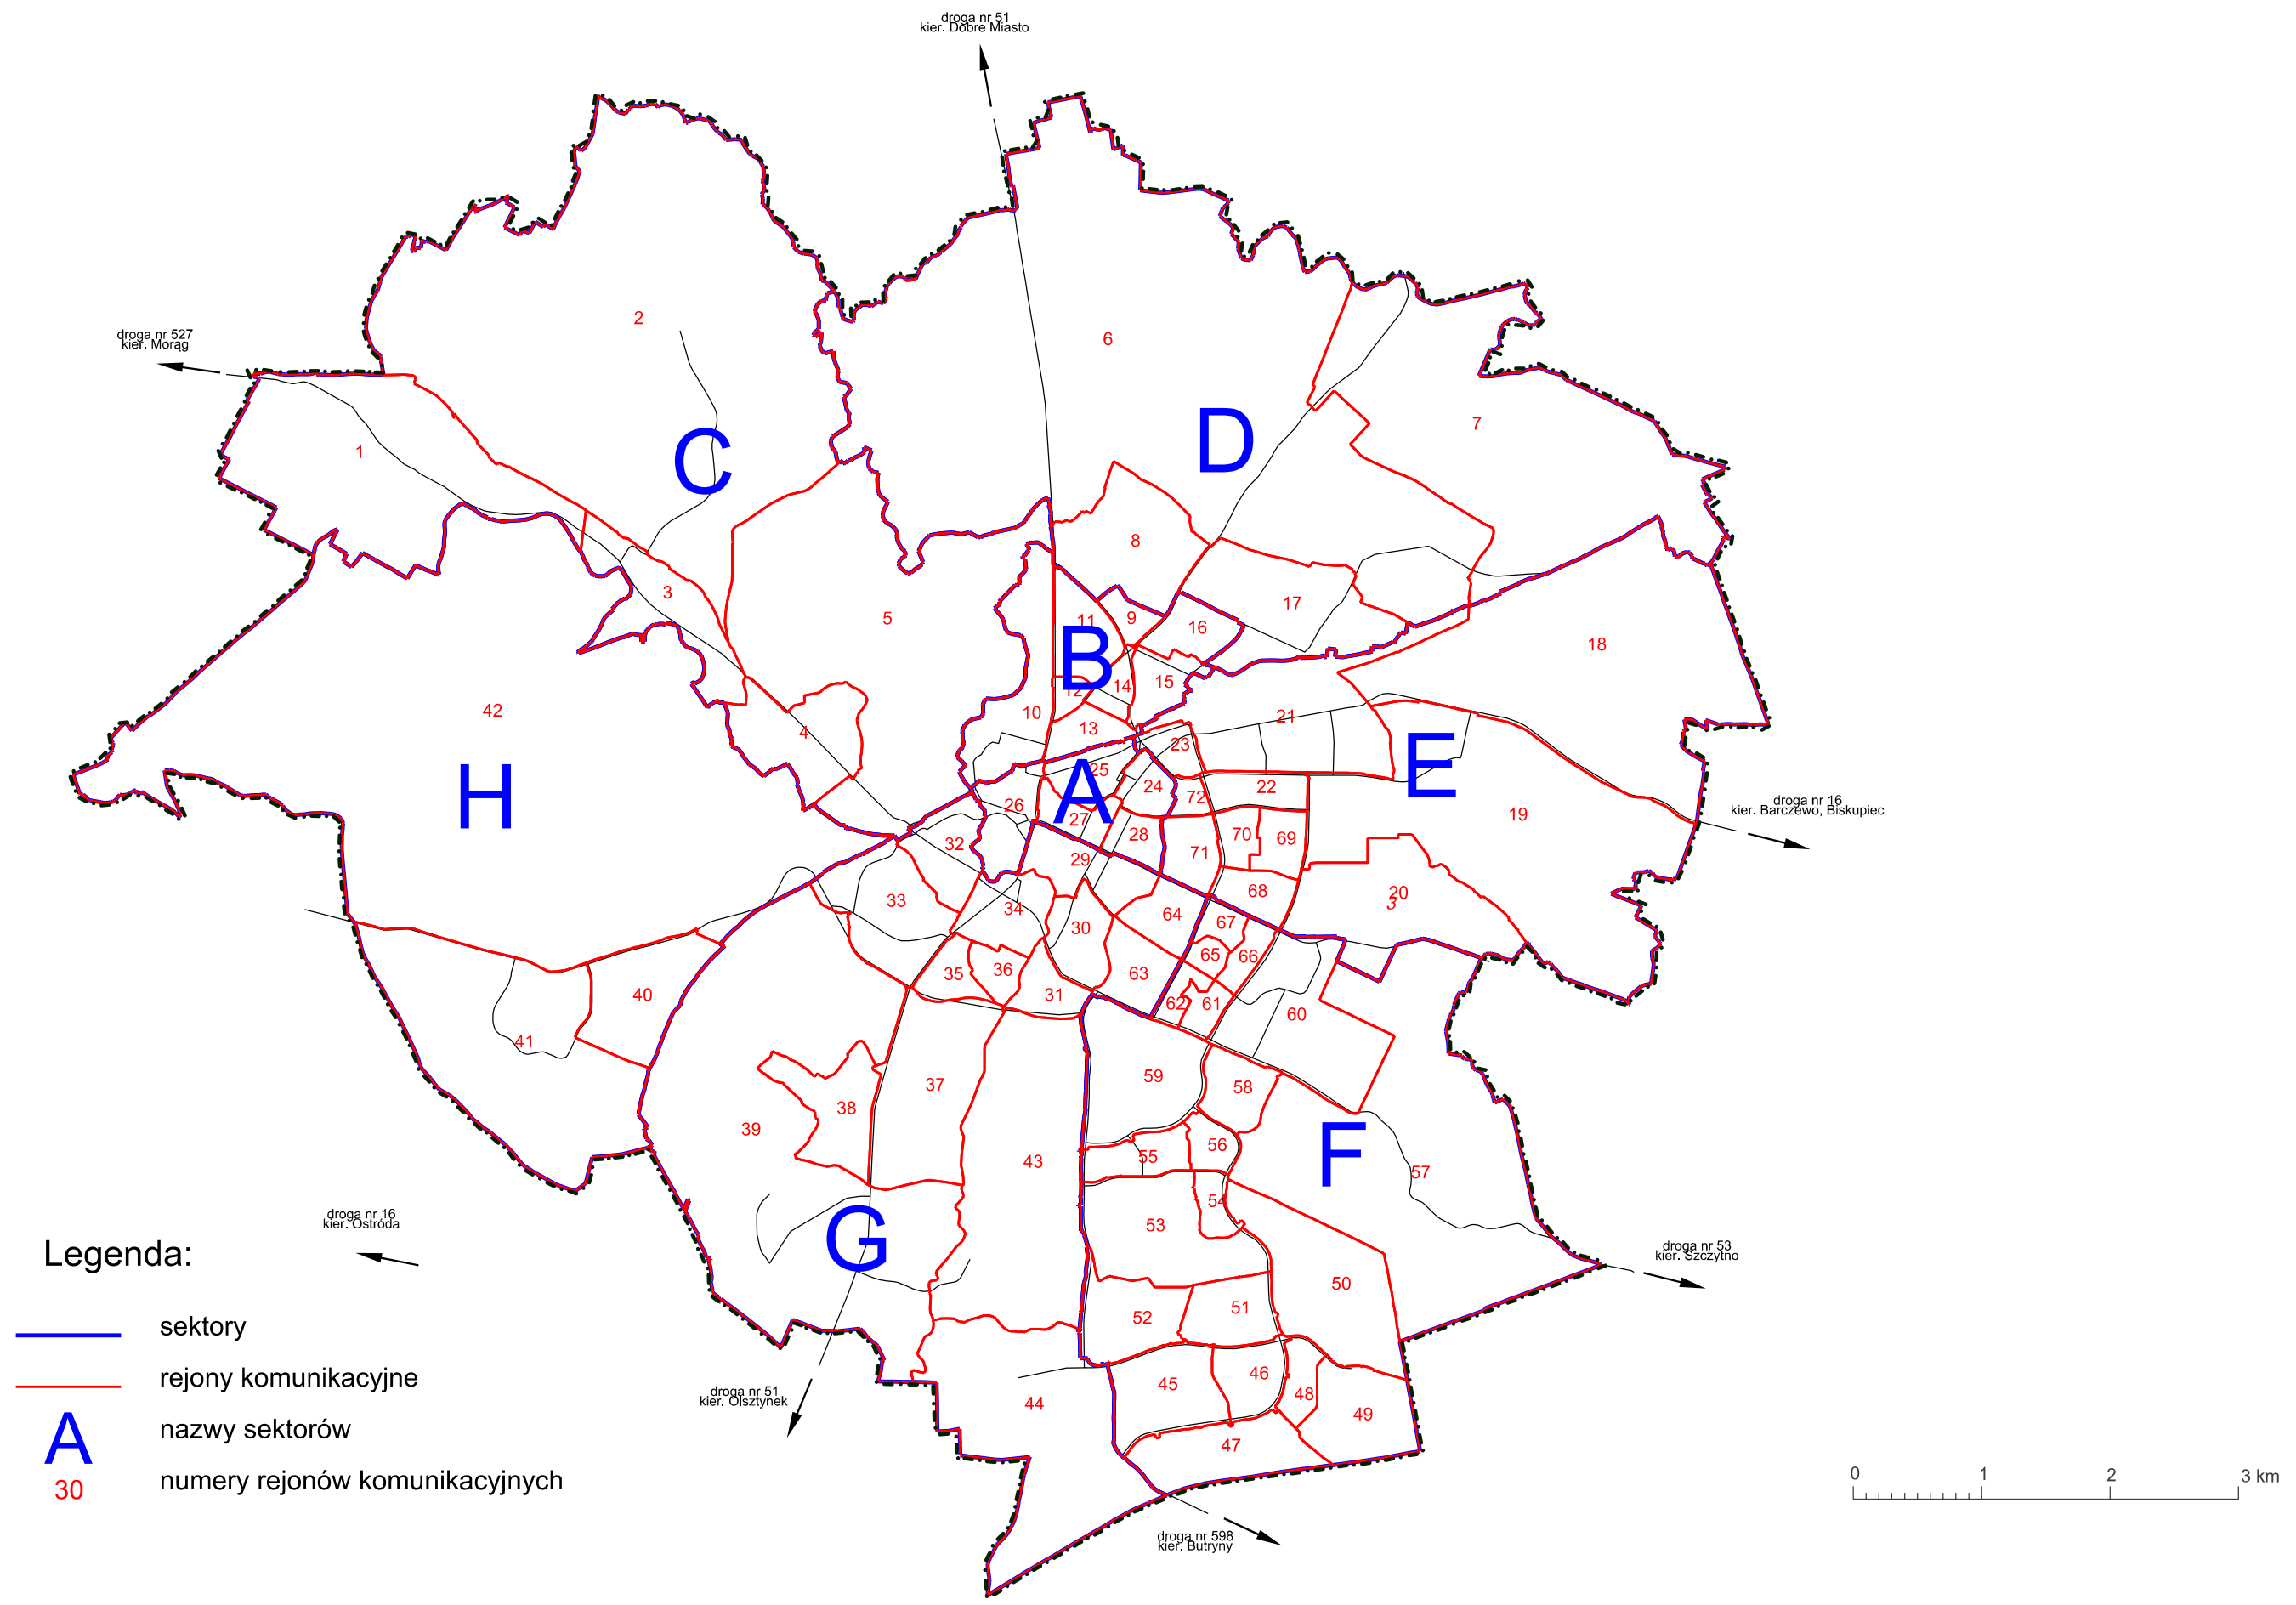 droga nr 51
kier. Dobre Miasto
droga nr 527
kier. Morąg
2
6
1
C
D
7
3
5
8
17
11
9
16
18
B
42
12
14
15
10
13
21
4
23
H
A
25
E
24
26
72
22
19
droga nr 16
kier. Barczewo, Biskupiec
27
28
70
69
32
29
71
68
20
3
33
34
30
64
67
65
66
35
36
63
40
31
62
61
60
41
37
59
58
38
39
43
55
56
F
57
droga nr 16
kier. Ostróda
54
53
G
droga nr 53
kier. Szczytno
50
52
51
45
46
48
49
44
47
droga nr 51
kier. Olsztynek
droga nr 598
kier. Butryny
Legenda:
sektory
rejony komunikacyjne
A
nazwy sektorów
30
numery rejonów komunikacyjnych
0
1
2
3 km